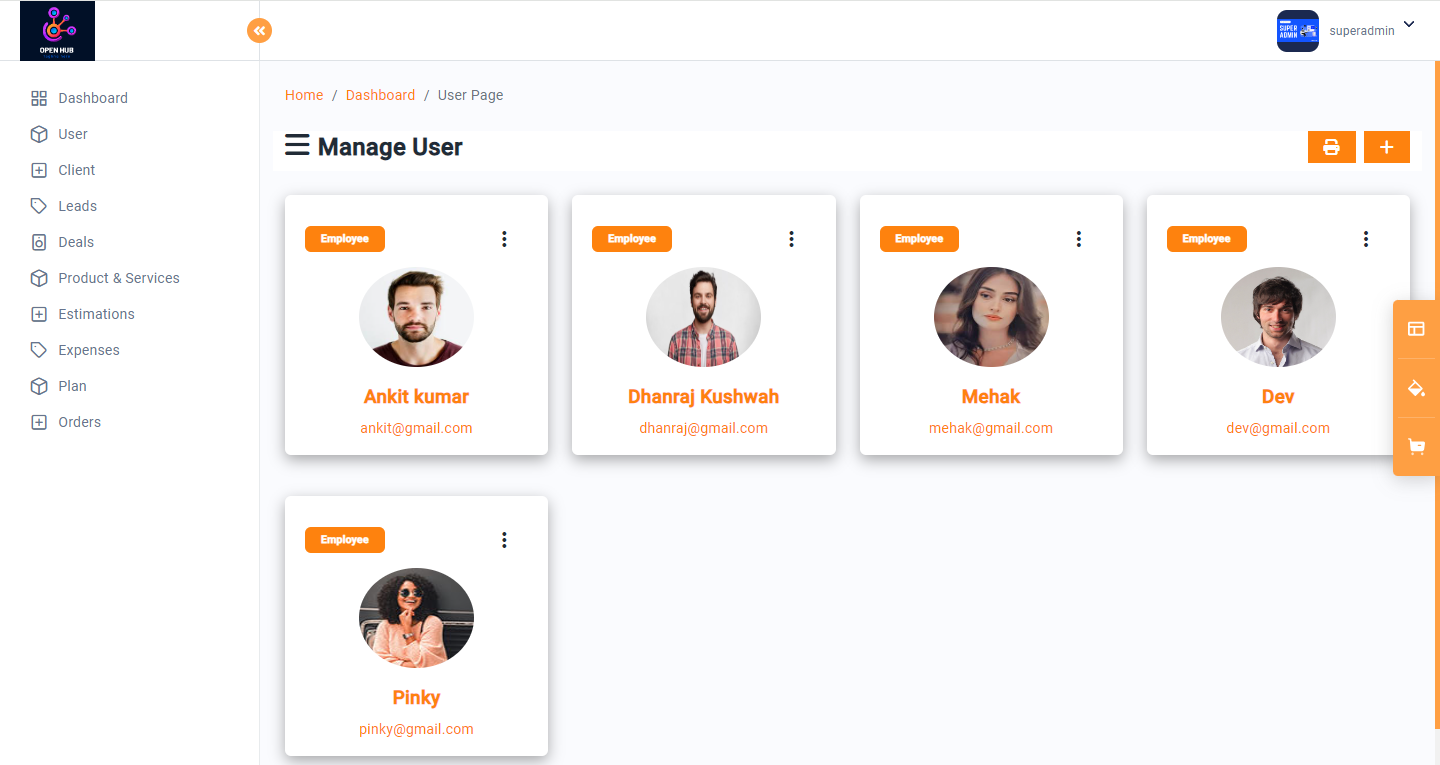 OPEN HUB
SUPER
ADMIN
superadmin
Dashboard
User
Client
Leads
Deals
Product & Services
Estimations
Expenses
Plan
Orders
Home / Dashboard / User Page
Manage User
Employee
Ankit kumar
ankit@gmail.com
Employee
Dhanraj Kushwah
dhanraj@gmail.com
Employee
Mehak
mehak@gmail.com
Employee
Dev
dev@gmail.com
Employee
Pinky
pinky@gmail.com